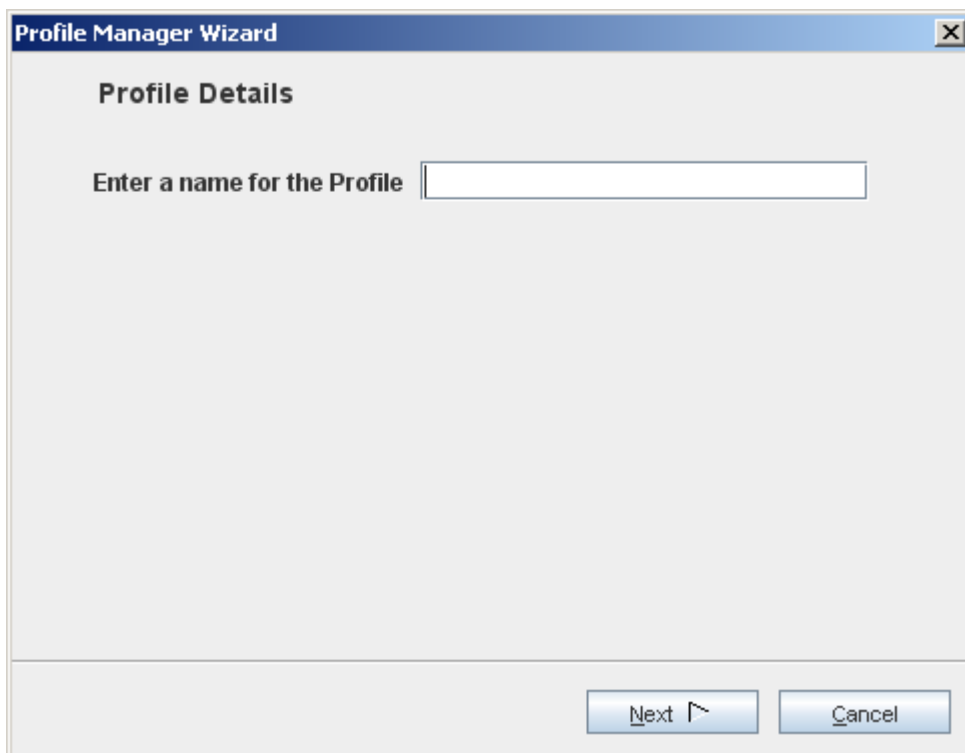 Profile Manager Wizard
Profile Details
Enter a name for the Profile
Next
Cancel